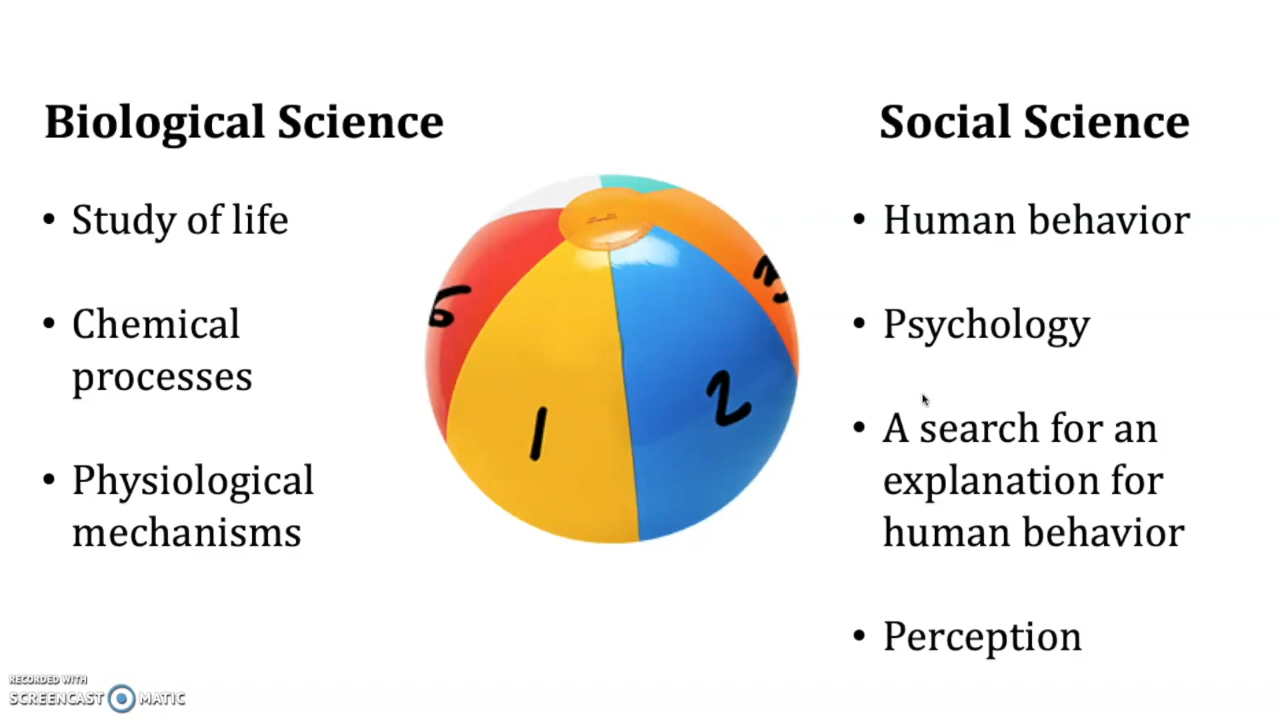 Biological Science
• Study of life
• Chemical
processes
• Physiological
mechanisms
6
1
2
3
Social Science
• Human behavior
• Psychology
• A search for an
explanation for
human behavior
• Perception
RECORDED WITH
SCREENCAST MATIC